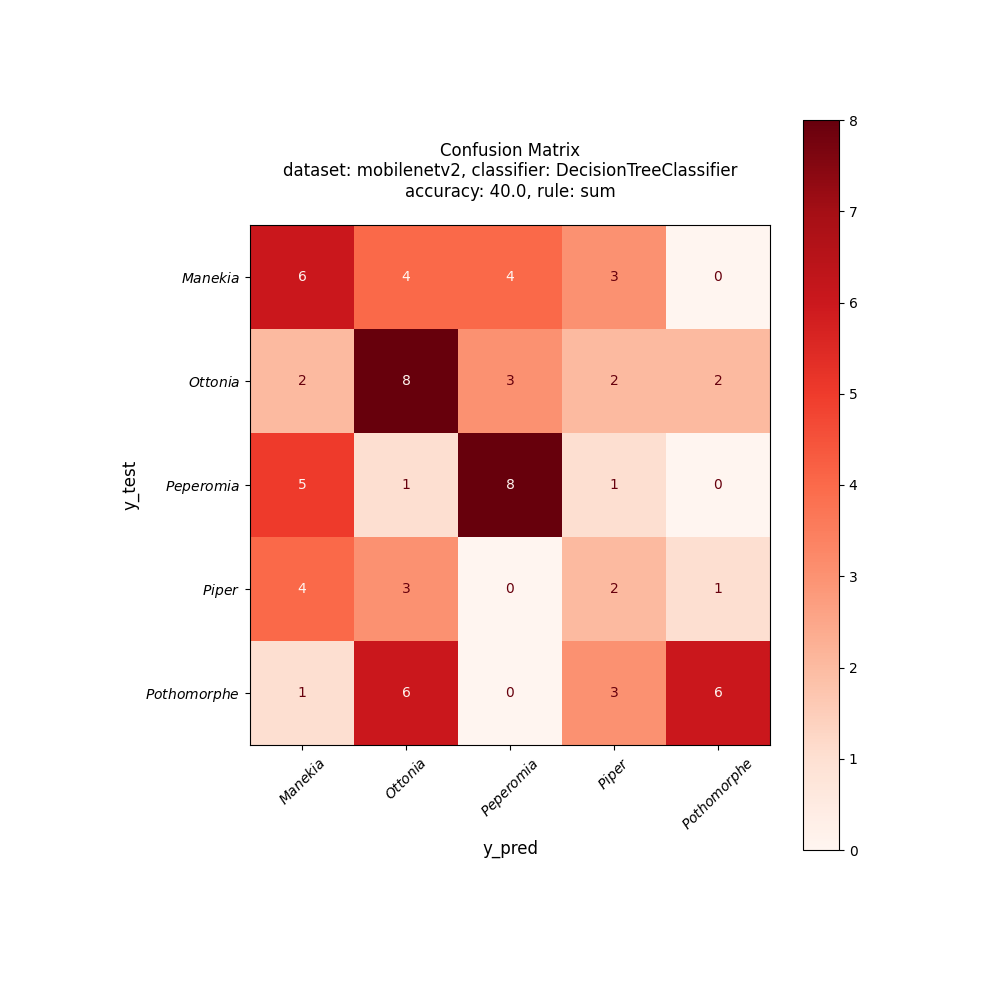 Confusion Matrix
dataset: mobilenetv2, classifier: DecisionTreeClassifier
accuracy: 40.0, rule: sum
Manekia 6 4 4 3 0
Ottonia 2 8 3 2 2
Peperomia 5 1 8 1 0
Piper 4 3 0 2 1
Pothomorphe 1 6 0 3 6
Manekia Ottonia Peperomia Piper Pothomorphe
y_pred
y_test
8
7
6
5
4
3
2
1
0